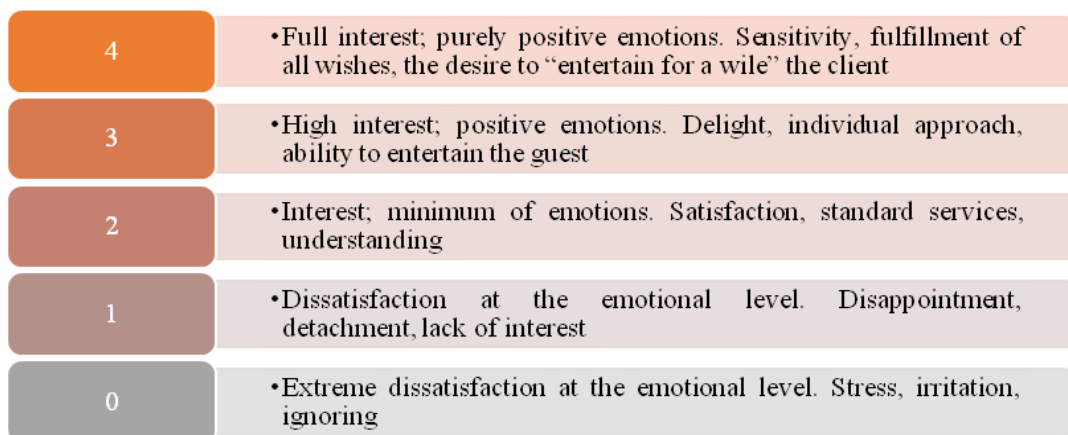 4
•Full interest; purely positive emotions. Sensitivity, fulfillment of
all wishes, the desire to “entertain for a wile” the client
3
•High interest; positive emotions. Delight, individual approach,
ability to entertain the guest
2
•Interest; minimum of emotions. Satisfaction, standard services,
understanding
1
•Dissatisfaction at the emotional level. Disappointment,
detachment, lack of interest
0
•Extreme dissatisfaction at the emotional level. Stress, irritation,
ignoring